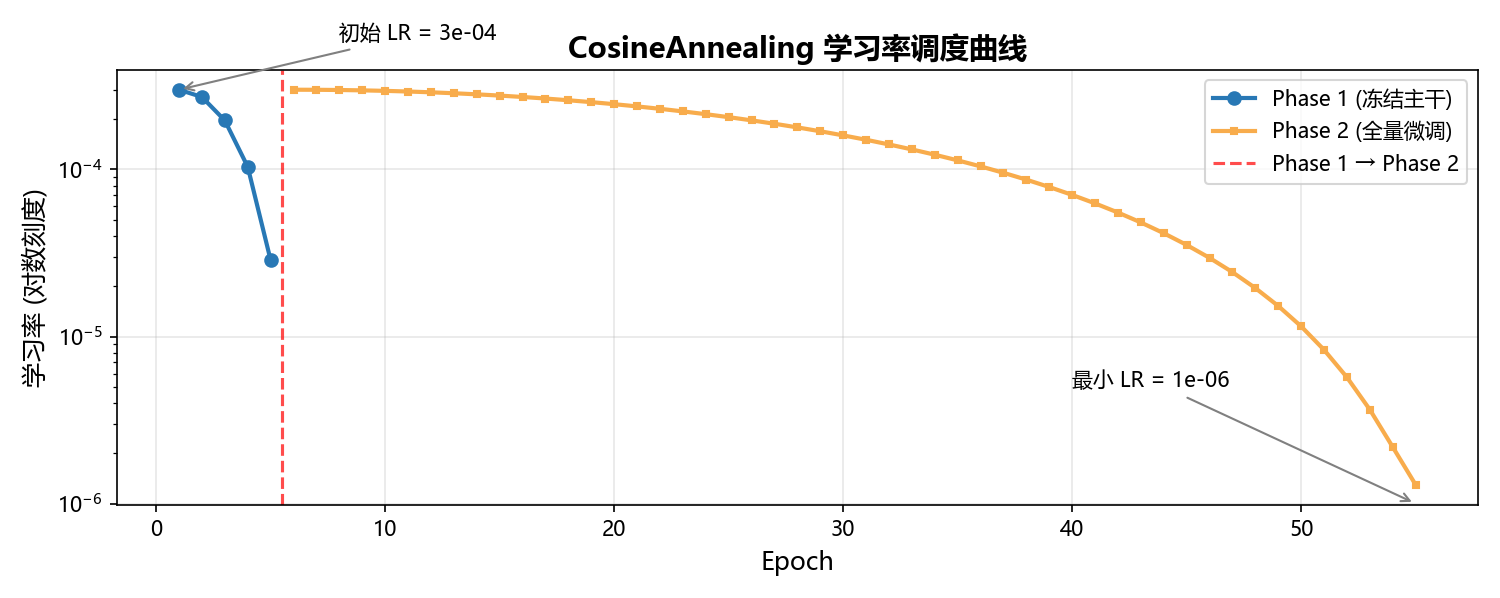 初始 LR = 3e-04
CosineAnnealing 学习率调度曲线
Phase 1 (冻结主干)
Phase 2 (全量微调)
Phase 1 → Phase 2
学习率 (对数刻度)
10⁻⁴
10⁻⁵
10⁻⁶
最小 LR = 1e-06
0 10 20 30 40 50
Epoch